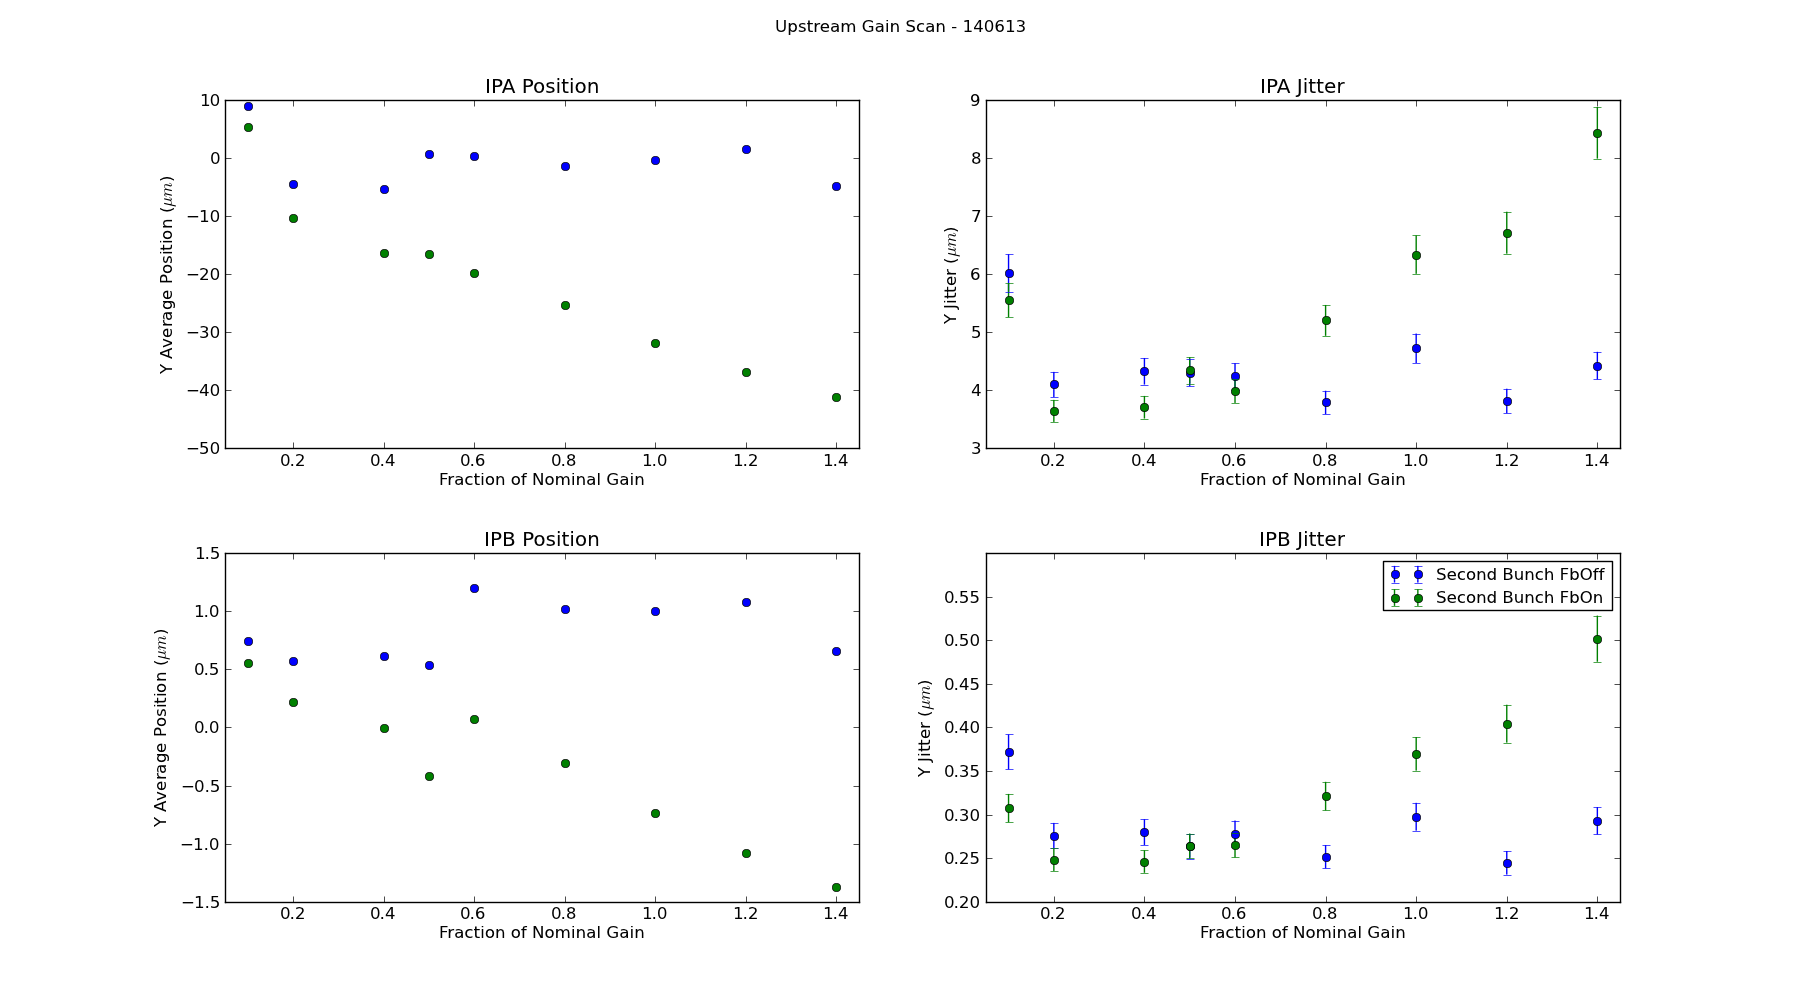 Upstream Gain Scan - 140613
IPA Position
10
0
−10
−20
−30
−40
−50
Y Average Position (μm)
0.2 0.4 0.6 0.8 1.0 1.2 1.4
Fraction of Nominal Gain
IPA Jitter
9
8
7
6
5
4
3
Y Jitter (μm)
0.2 0.4 0.6 0.8 1.0 1.2 1.4
Fraction of Nominal Gain
IPB Position
1.5
1.0
0.5
0.0
−0.5
−1.0
−1.5
Y Average Position (μm)
0.2 0.4 0.6 0.8 1.0 1.2 1.4
Fraction of Nominal Gain
IPB Jitter
Second Bunch FbOff
Second Bunch FbOn
0.55
0.50
0.45
0.40
0.35
0.30
0.25
0.20
Y Jitter (μm)
0.2 0.4 0.6 0.8 1.0 1.2 1.4
Fraction of Nominal Gain